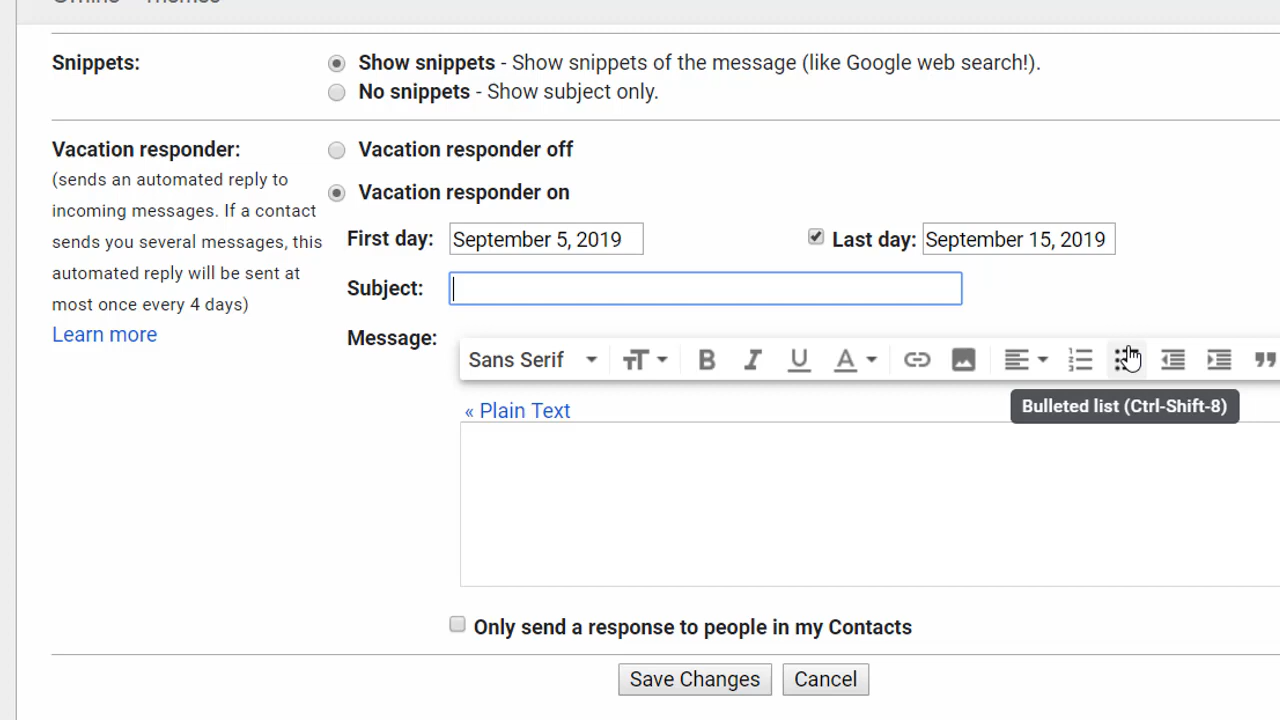 Snippets:
Show snippets - Show snippets of the message (like Google web search!).
No snippets - Show subject only.
Vacation responder:
(sends an automated reply to
incoming messages. If a contact
sends you several messages, this
automated reply will be sent at
most once every 4 days)
Learn more
Vacation responder off
Vacation responder on
First day: September 5, 2019
Last day: September 15, 2019
Subject:
Message:
Sans Serif
Bulleted list (Ctrl-Shift-8)
« Plain Text
Only send a response to people in my Contacts
Save Changes Cancel